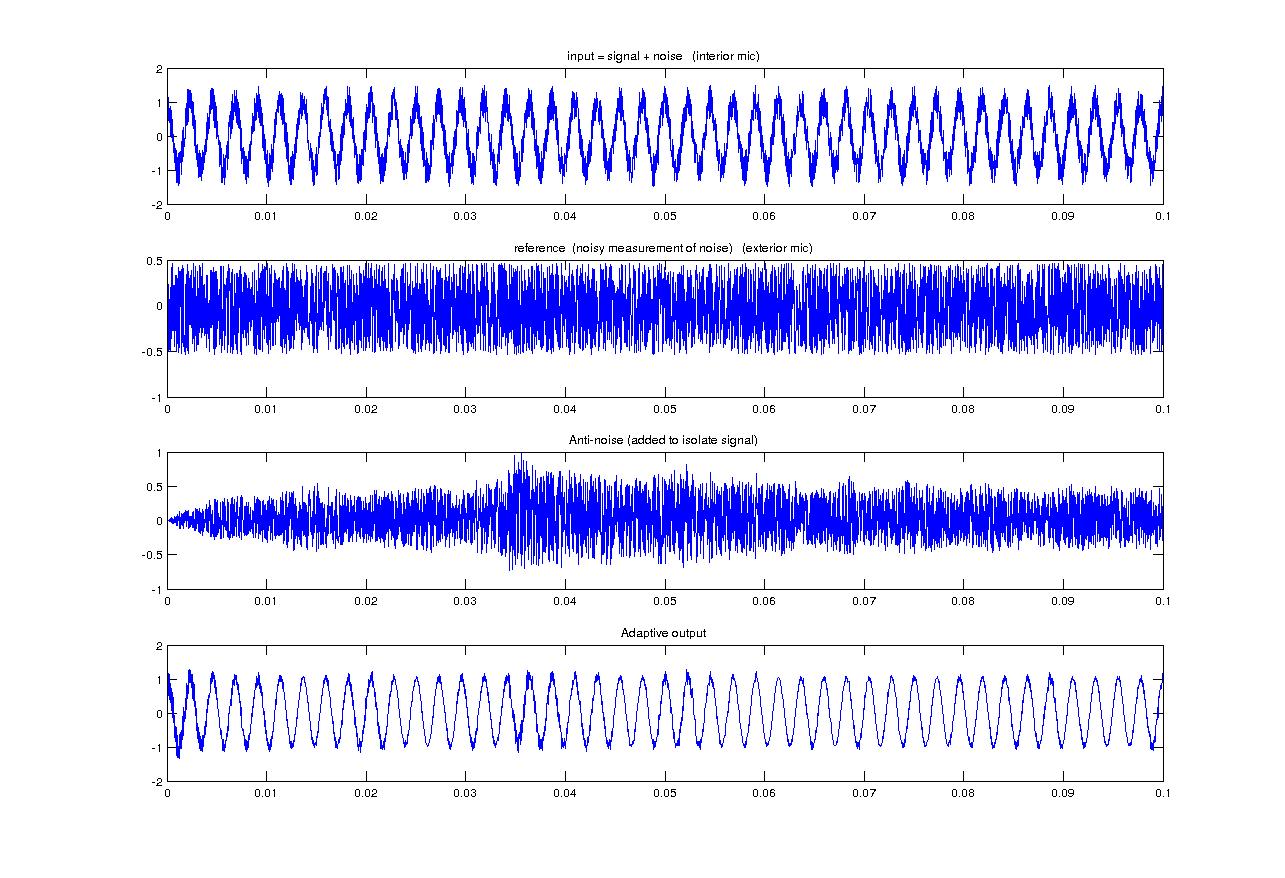 input = signal + noise (interior mic)
2
1
0
-1
-2
0 0.01 0.02 0.03 0.04 0.05 0.06 0.07 0.08 0.09 0.1
reference (noisy measurement of noise) (exterior mic)
0.5
0
-0.5
-1
0 0.01 0.02 0.03 0.04 0.05 0.06 0.07 0.08 0.09 0.1
Anti-noise (added to isolate signal)
1
0.5
0
-0.5
-1
0 0.01 0.02 0.03 0.04 0.05 0.06 0.07 0.08 0.09 0.1
Adaptive output
2
1
0
-1
-2
0 0.01 0.02 0.03 0.04 0.05 0.06 0.07 0.08 0.09 0.1